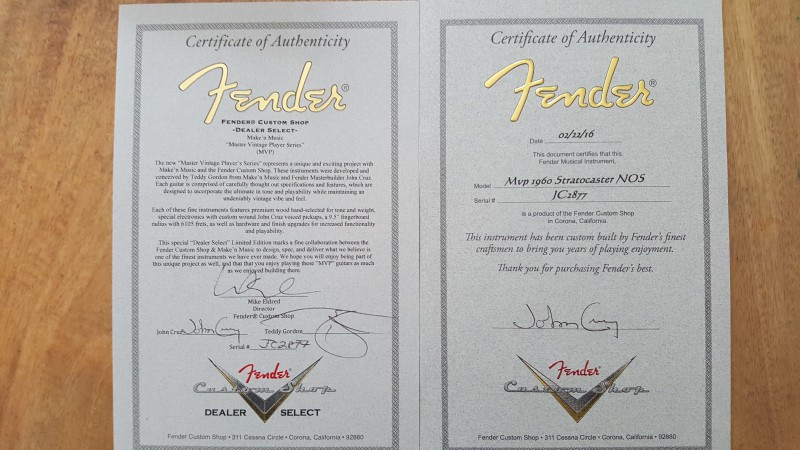 Certificate of Authenticity
Fender®
FENDER® CUSTOM SHOP
-DEALER SELECT-
Make'n Music
"Master Vintage Player Series"
(MVP)
The new "Master Vintage Player's Series" represents a unique and exciting project with
Make'n Music and the Fender Custom Shop. These instruments were developed and
conceived by Teddy Gordon from Make'n Music and Fender Masterbuilder John Cruz.
Each guitar is comprised of carefully thought out specifications and features, which are
designed to incorporate the ultimate in tone and playability while maintaining an
undeniably vintage vibe and feel.
Each of these fine instruments features premium wood hand-selected for tone and weight,
special electronics with custom wound John Cruz voiced pickups, a 9.5" fingerboard
radius with 6105 frets, as well as hardware and finish upgrades for increased functionality
and playability.
This special "Dealer Select" Limited Edition marks a fine collaboration between the
Fender Custom Shop & Make'n Music to design, spec, and deliver what we believe is
one of the finest instruments we have ever made. We hope you will enjoy being part of
this unique project as well, and that you enjoy playing those "MVP" guitars as much
as we enjoyed building them.
Mike Eldred
Director
Fender® Custom Shop
John Cruz John Cruz Teddy Gordon
Serial # JC2877
Fender
Custom Shop
DEALER SELECT
Fender Custom Shop • 311 Cessna Circle • Corona, California • 92880
Certificate of Authenticity
Fender®
Date 02/22/16
This document certifies that this
Fender Musical Instrument,
Model Mvp 1960 Stratocaster NOS
Serial # JC2877
is a product of the Fender Custom Shop
in Corona, California.
This instrument has been custom built by Fender's finest
craftsmen to bring you years of playing enjoyment.
Thank you for purchasing Fender's best.
John Cruz
Fender
Custom Shop
Fender Custom Shop • 311 Cessna Circle • Corona, California • 92880